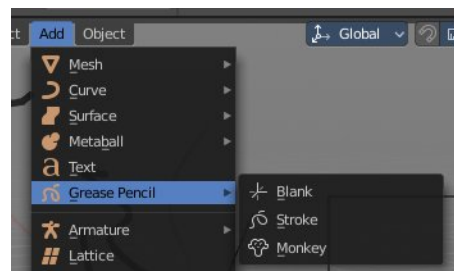 Add Object Global
Mesh
Curve
Surface
Metaball
Text
Grease Pencil
Blank
Stroke
Monkey
Armature
Lattice